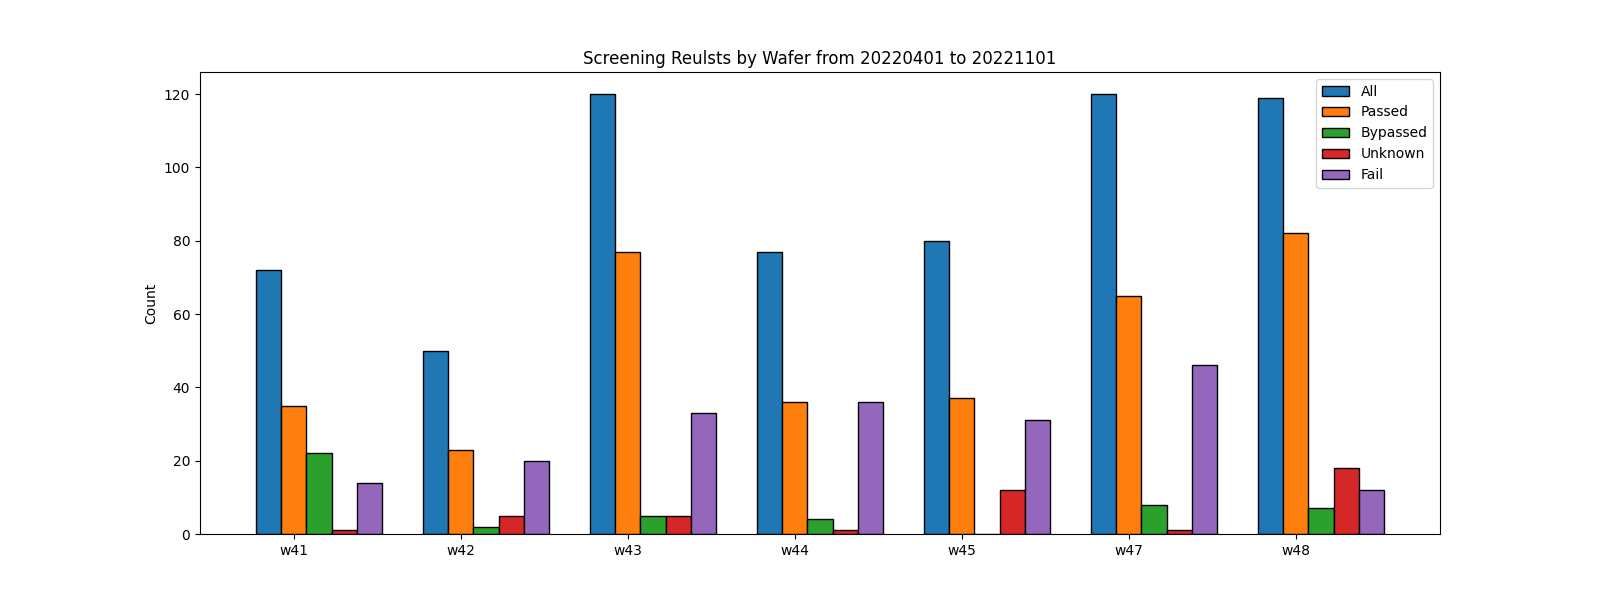 Screening Reulsts by Wafer from 20220401 to 20221101
Count
120
100
80
60
40
20
0
w41 w42 w43 w44 w45 w47 w48
All
Passed
Bypassed
Unknown
Fail